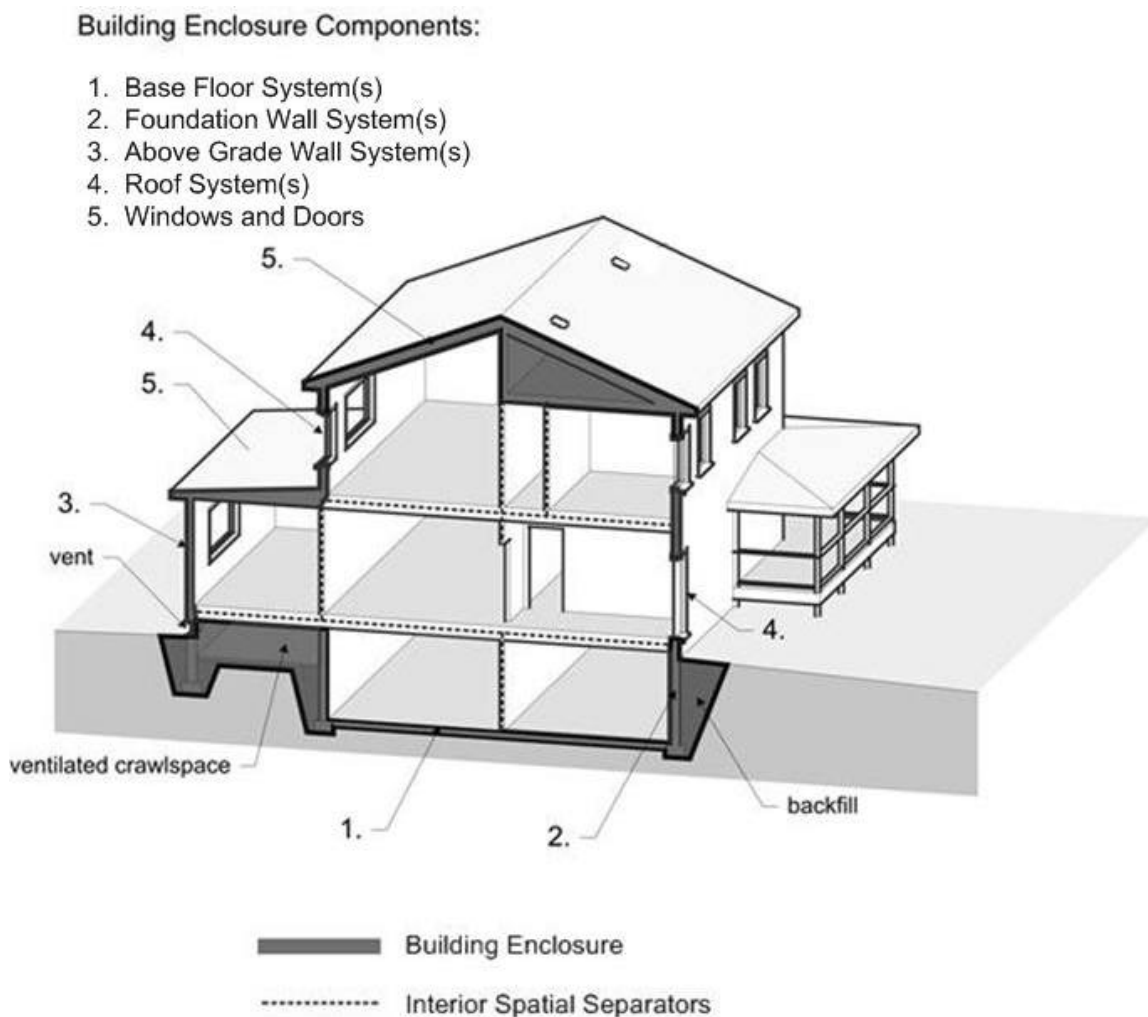 Building Enclosure Components:
1. Base Floor System(s)
2. Foundation Wall System(s)
3. Above Grade Wall System(s)
4. Roof System(s)
5. Windows and Doors
5.
4.
5.
3.
vent
4.
ventilated crawlspace
backfill
1.
2.
Building Enclosure
Interior Spatial Separators